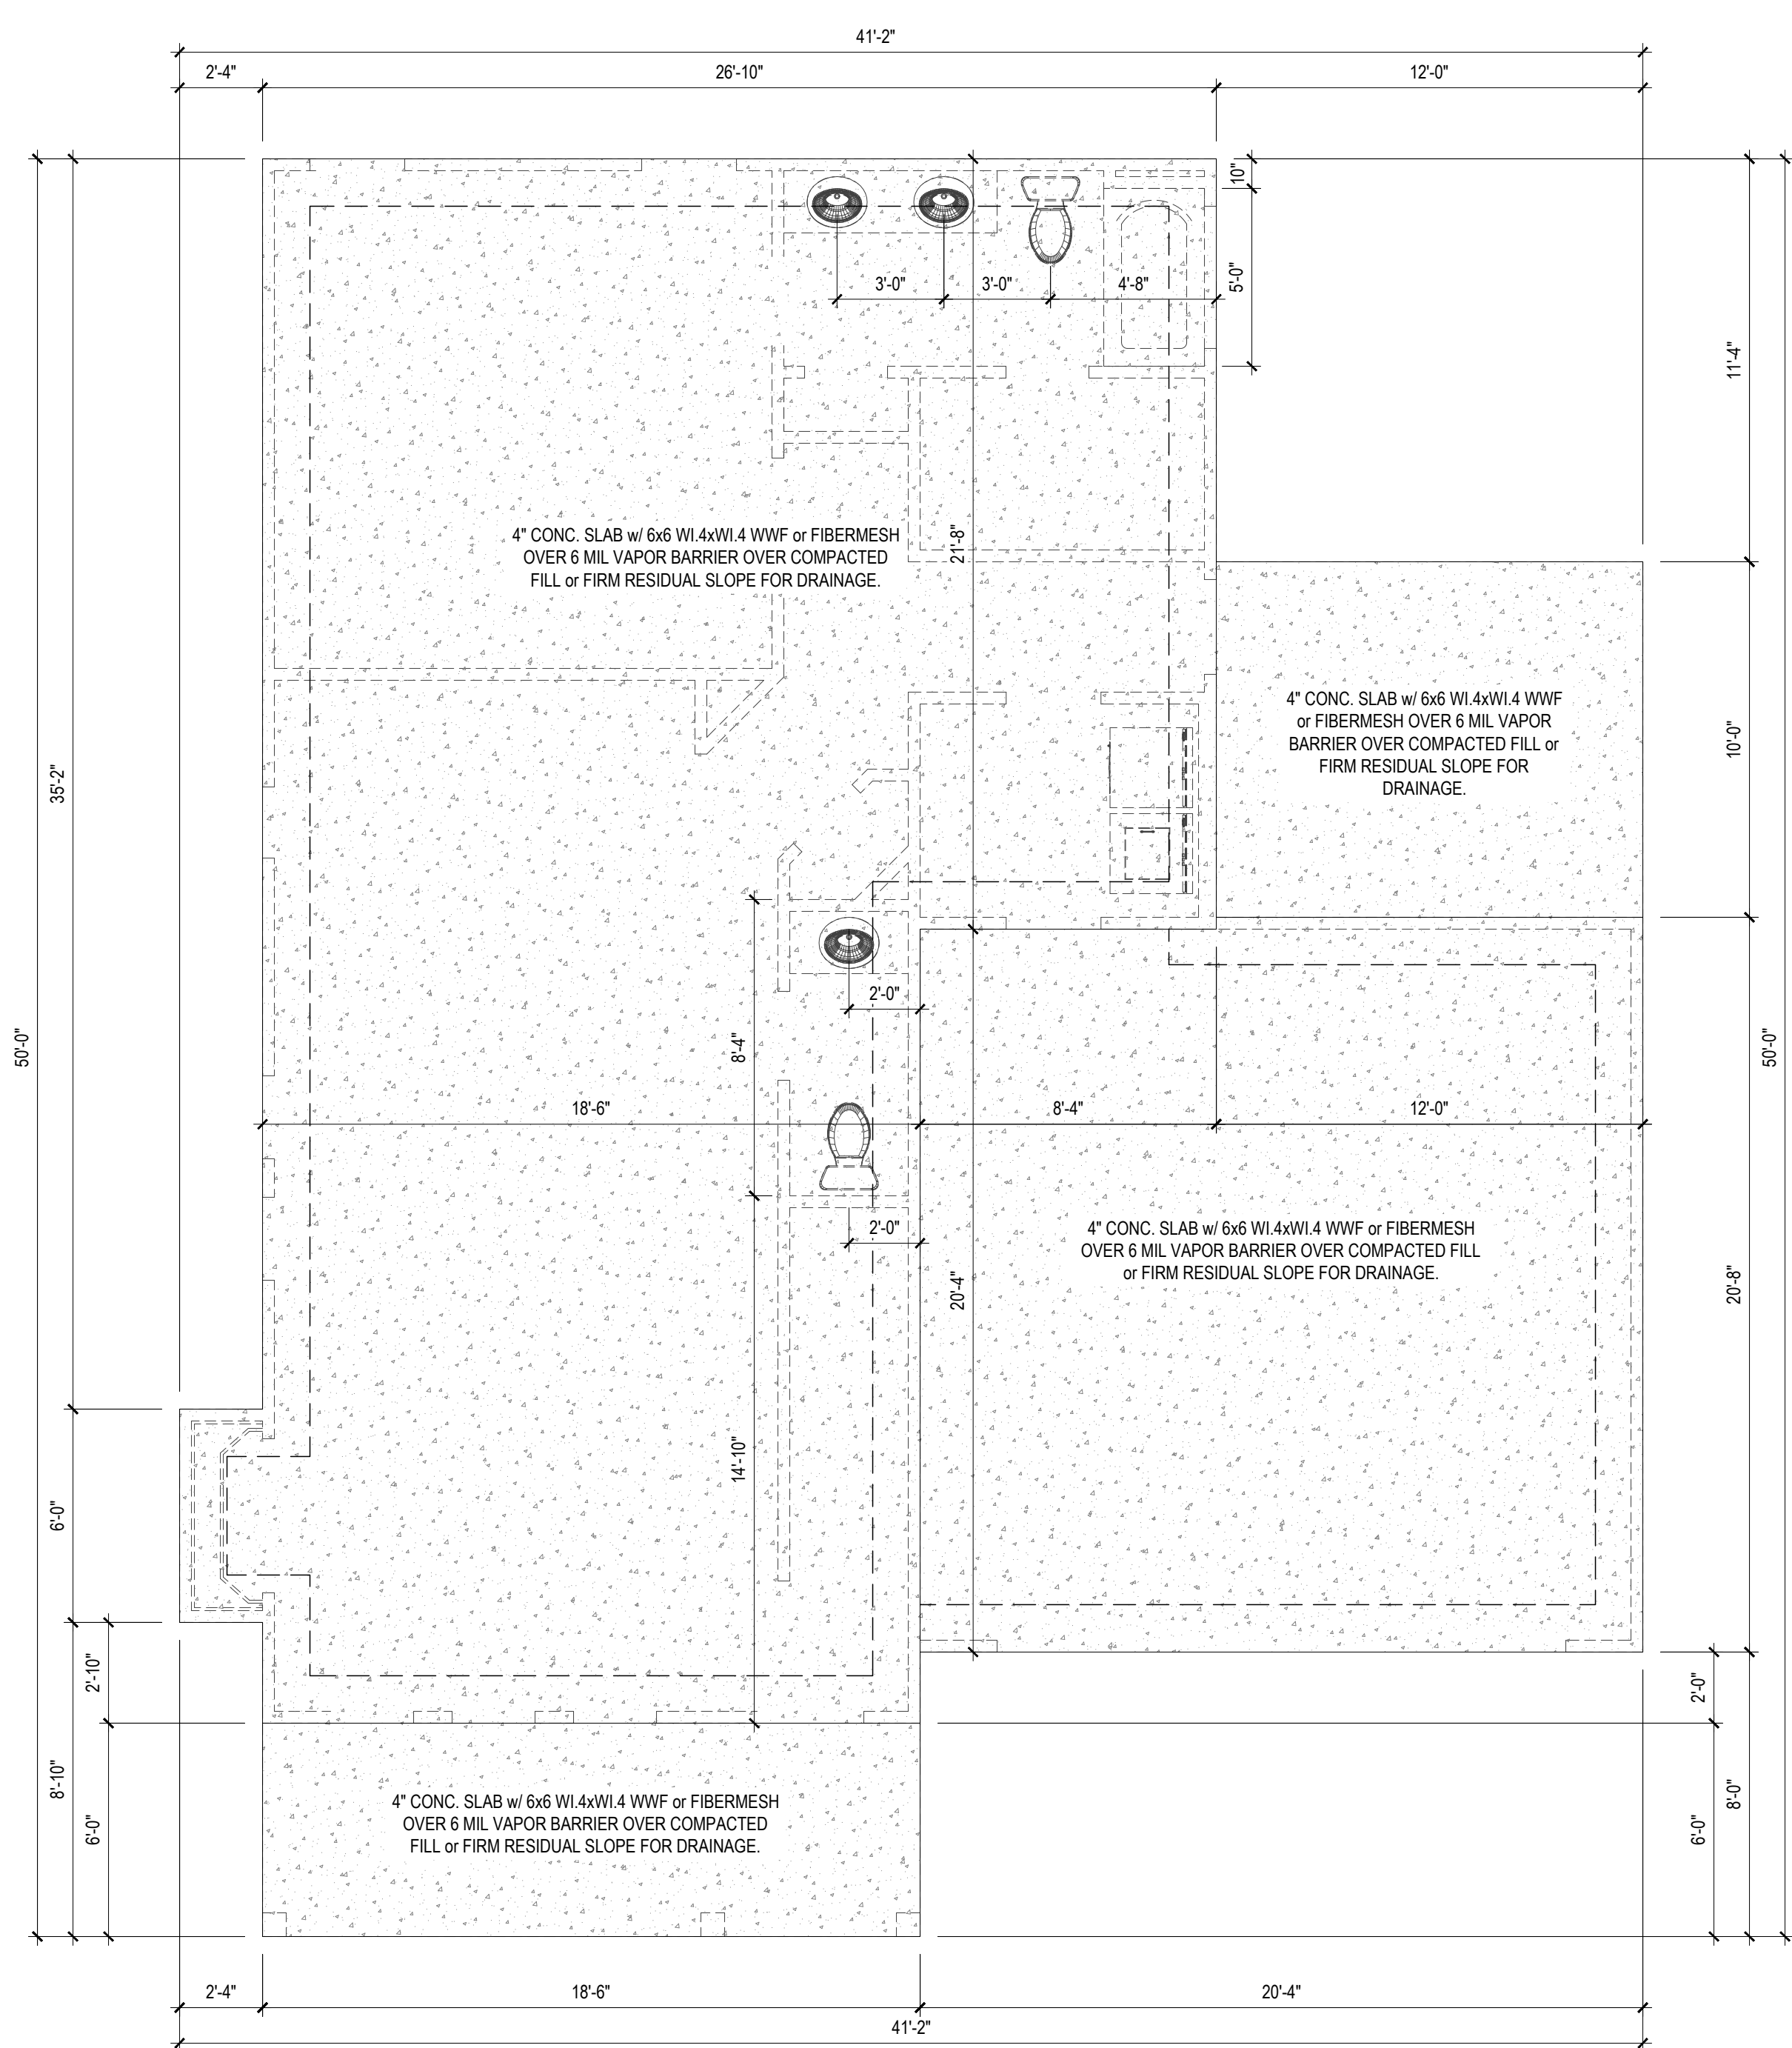 41'-2"
2'-4"
26'-10"
12'-0"
10"
5'-0"
3'-0"
3'-0"
4'-8"
11'-4"
4" CONC. SLAB w/ 6x6 WI.4xWI.4 WWF or FIBERMESH
OVER 6 MIL VAPOR BARRIER OVER COMPACTED
FILL or FIRM RESIDUAL SLOPE FOR DRAINAGE.
21'-8"
4" CONC. SLAB w/ 6x6 WI.4xWI.4 WWF
or FIBERMESH OVER 6 MIL VAPOR
BARRIER OVER COMPACTED FILL or
FIRM RESIDUAL SLOPE FOR
DRAINAGE.
10'-0"
35'-2"
50'-0"
2'-0"
8'-4"
50'-0"
18'-6"
8'-4"
12'-0"
2'-0"
4" CONC. SLAB w/ 6x6 WI.4xWI.4 WWF or FIBERMESH
OVER 6 MIL VAPOR BARRIER OVER COMPACTED FILL
or FIRM RESIDUAL SLOPE FOR DRAINAGE.
20'-4"
20'-8"
14'-10"
6'-0"
2'-10"
2'-0"
8'-10"
6'-0"
4" CONC. SLAB w/ 6x6 WI.4xWI.4 WWF or FIBERMESH
OVER 6 MIL VAPOR BARRIER OVER COMPACTED
FILL or FIRM RESIDUAL SLOPE FOR DRAINAGE.
6'-0"
8'-0"
2'-4"
18'-6"
20'-4"
41'-2"